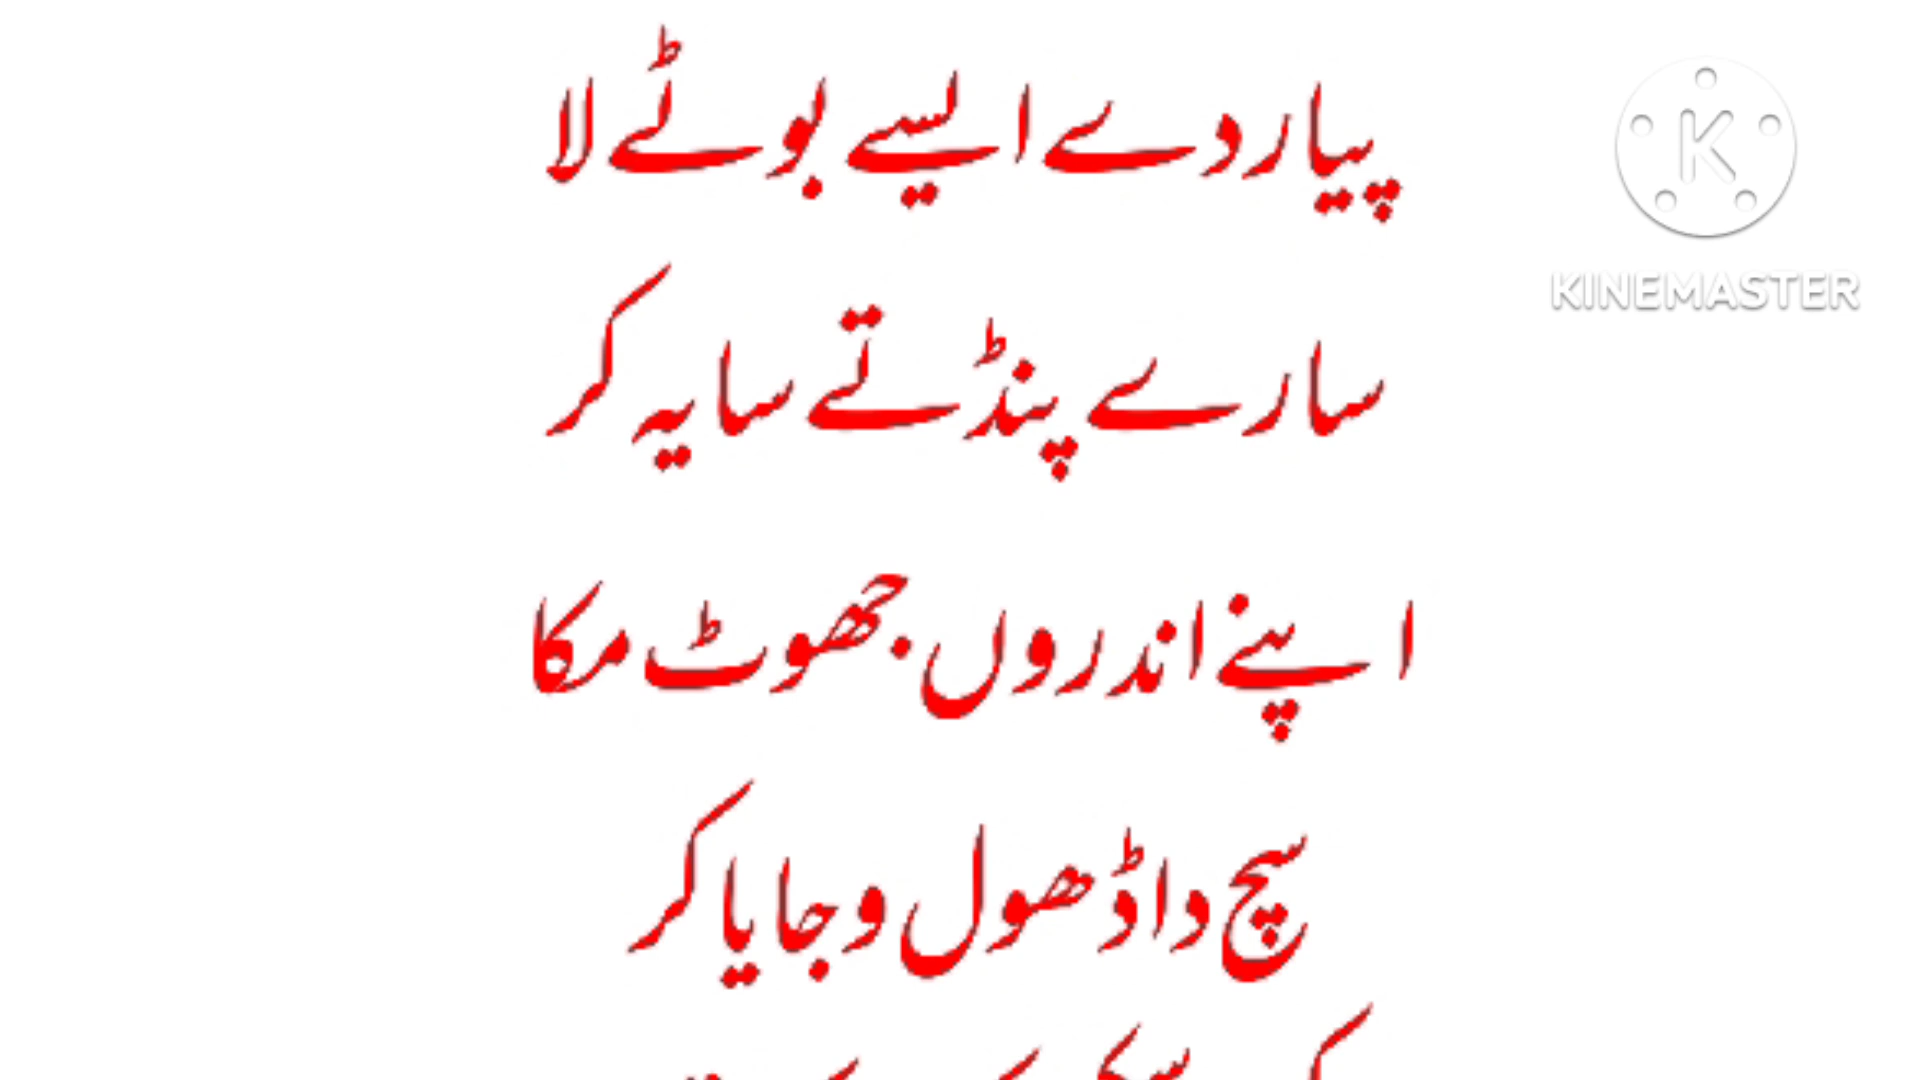 پیار دے ایسے بوٹے لا
KINEMASTER
سارے پنڈ تے سایہ کر
اپنے اندروں جھوٹ مکا
سچ دا ڈھول وجایا کر